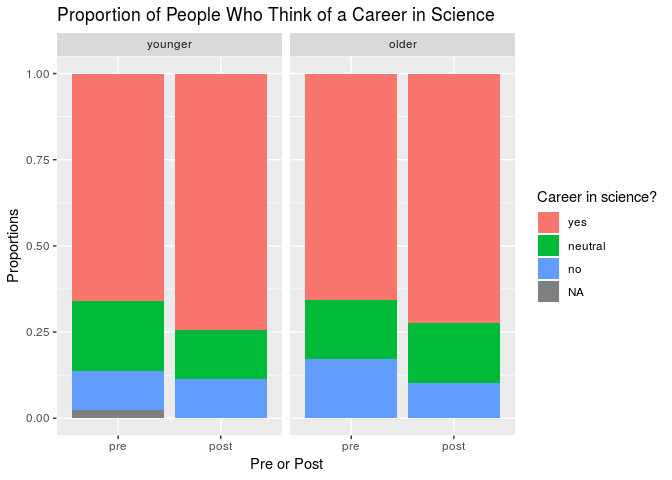 Proportion of People Who Think of a Career in Science
younger
older
1.00
0.75
0.50
0.25
0.00
Proportions
pre
post
pre
post
Pre or Post
Career in science?
yes
neutral
no
NA